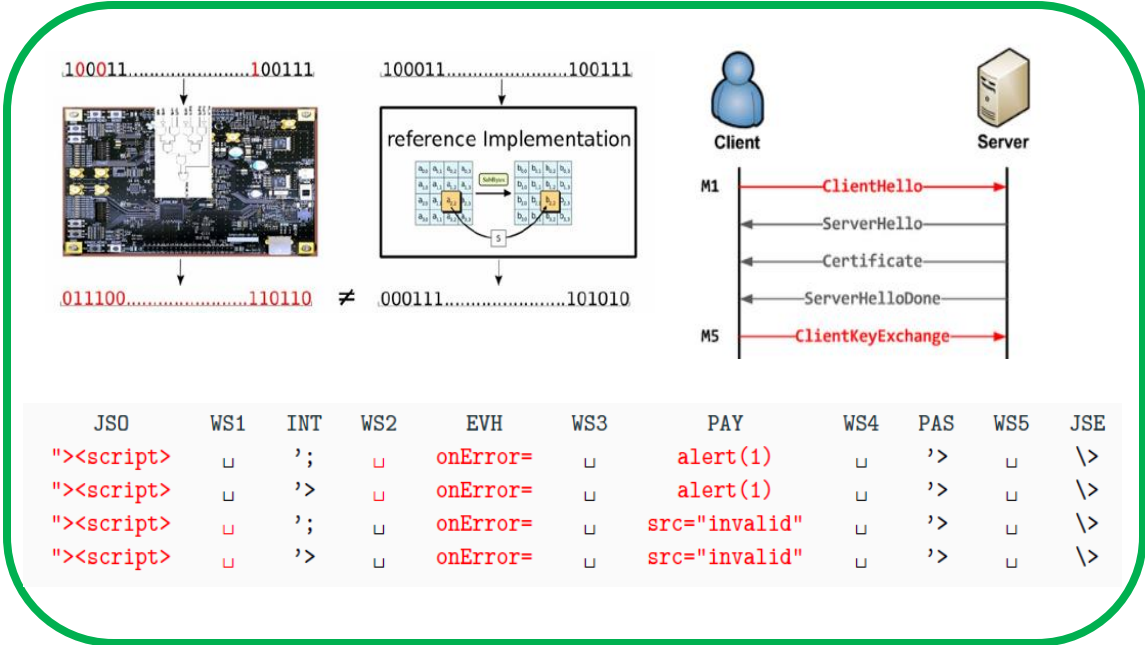 100011................100111
100011................100111
reference Implementation
SubBytes
S
011100......................110110 ≠ 000111......................101010
Client
Server
M1 ClientHello
ServerHello
Certificate
ServerHelloDone
M5 ClientKeyExchange
JSO WS1 INT WS2 EVH WS3 PAY WS4 PAS WS5 JSE
"><script> ␣ ’; ␣ onError= ␣ alert(1) ␣ ’> ␣ \>
"><script> ␣ ’> ␣ onError= ␣ alert(1) ␣ ’> ␣ \>
"><script> ␣ ’; ␣ onError= ␣ src="invalid" ␣ ’> ␣ \>
"><script> ␣ ’> ␣ onError= ␣ src="invalid" ␣ ’> ␣ \>